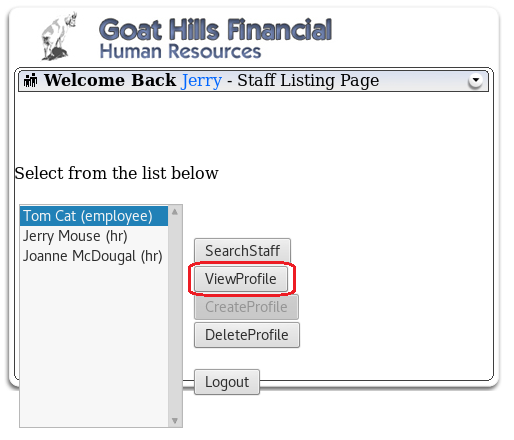 Goat Hills Financial
Human Resources
Welcome Back Jerry - Staff Listing Page
Select from the list below
Tom Cat (employee)
Jerry Mouse (hr)
Joanne McDougal (hr)
SearchStaff
ViewProfile
CreateProfile
DeleteProfile
Logout